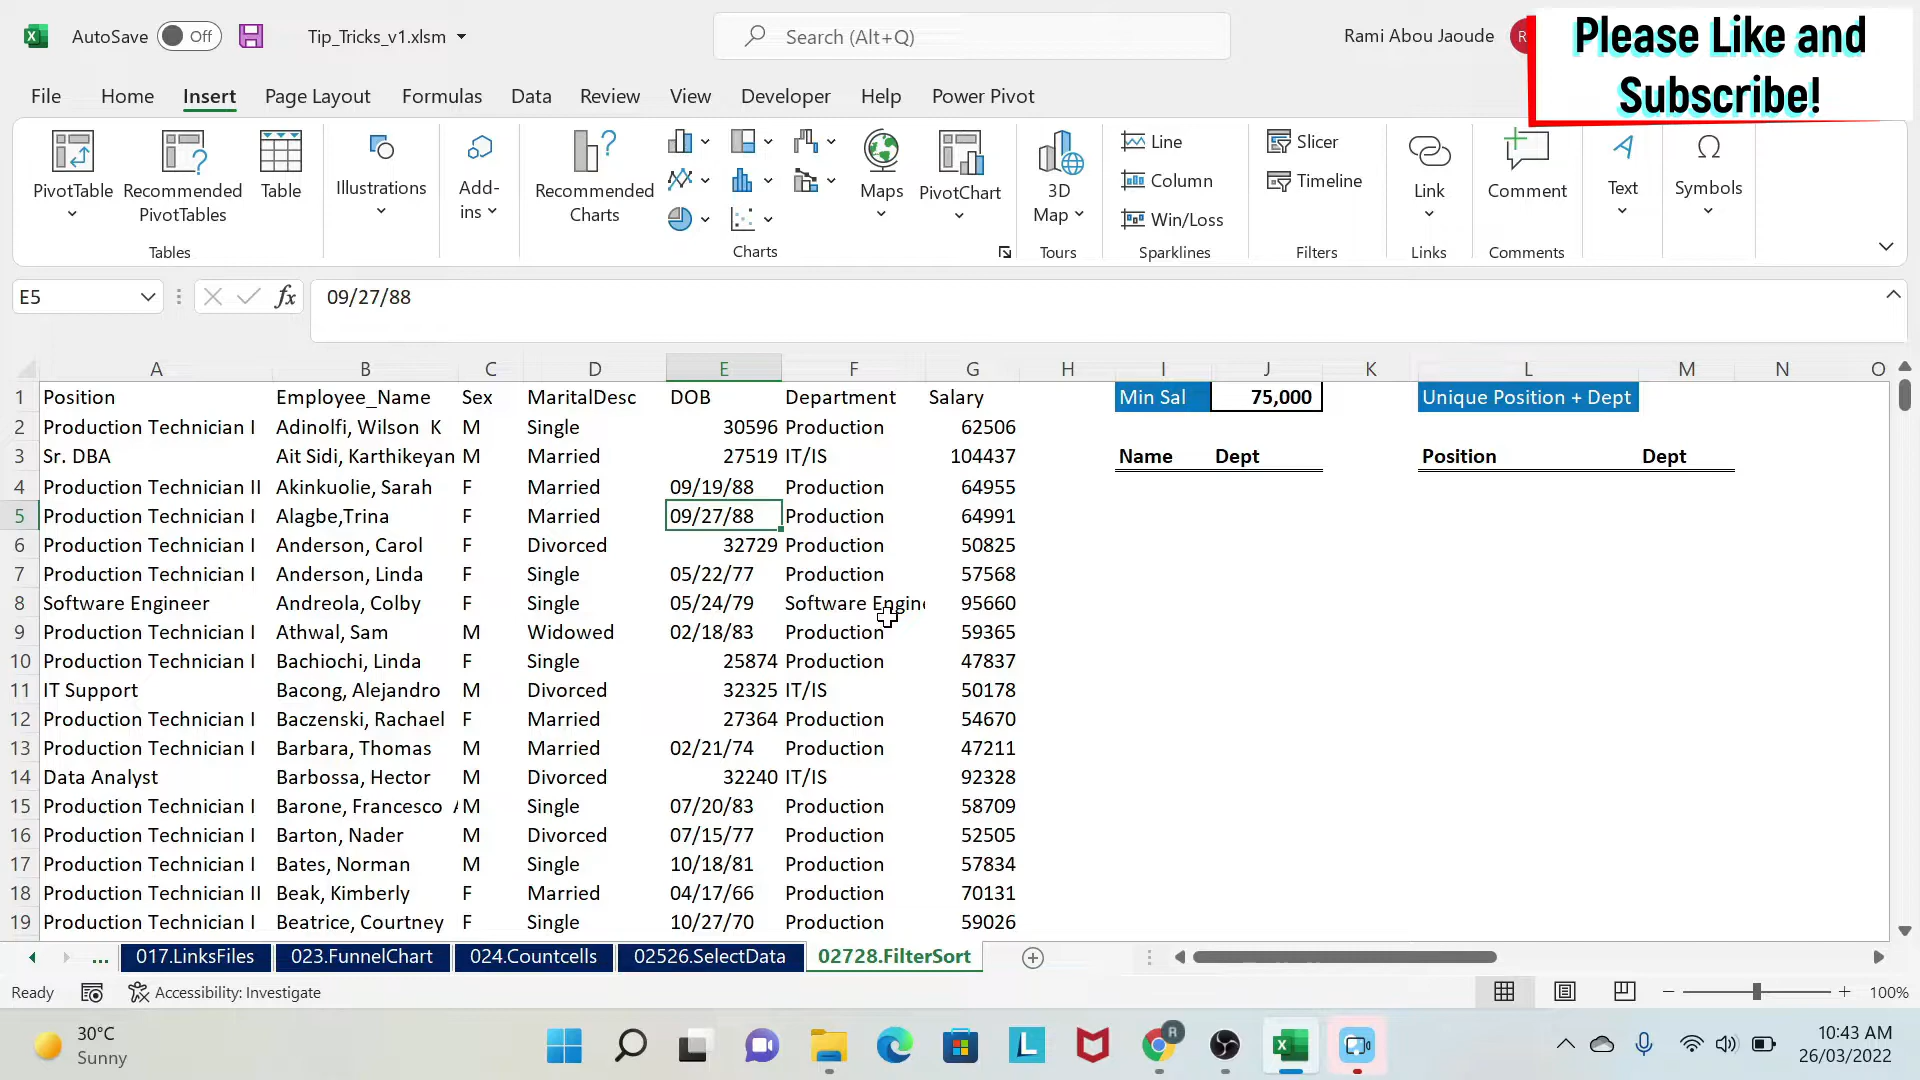 AutoSave Off Tip_Tricks_v1.xlsm Search (Alt+Q) Rami Abou Jaoude
Please Like and
Subscribe!
File Home Insert Page Layout Formulas Data Review View Developer Help Power Pivot
PivotTable
Recommended
PivotTables
Table
Illustrations
Add-
ins
Recommended
Charts
Maps
PivotChart
3D
Map
Line
Column
Win/Loss
Slicer
Timeline
Link
Comment
Text
Symbols
Tables Charts Tours Sparklines Filters Links Comments
E5 fx 09/27/88
A B C D E F G H I J K L M N O
1 Position Employee_Name Sex MaritalDesc DOB Department Salary Min Sal 75,000 Unique Position + Dept
2 Production Technician I Adinolfi, Wilson K M Single 30596 Production 62506
3 Sr. DBA Ait Sidi, Karthikeyan M Married 27519 IT/IS 104437 Name Dept Position Dept
4 Production Technician II Akinkuolie, Sarah F Married 09/19/88 Production 64955
5 Production Technician I Alagbe,Trina F Married 09/27/88 Production 64991
6 Production Technician I Anderson, Carol F Divorced 32729 Production 50825
7 Production Technician I Anderson, Linda F Single 05/22/77 Production 57568
8 Software Engineer Andreola, Colby F Single 05/24/79 Software Engine 95660
9 Production Technician I Athwal, Sam M Widowed 02/18/83 Production 59365
10 Production Technician I Bachiochi, Linda F Single 25874 Production 47837
11 IT Support Bacong, Alejandro M Divorced 32325 IT/IS 50178
12 Production Technician I Baczenski, Rachael F Married 27364 Production 54670
13 Production Technician I Barbara, Thomas M Married 02/21/74 Production 47211
14 Data Analyst Barbossa, Hector M Divorced 32240 IT/IS 92328
15 Production Technician I Barone, Francesco M Single 07/20/83 Production 58709
16 Production Technician I Barton, Nader M Divorced 07/15/77 Production 52505
17 Production Technician I Bates, Norman M Single 10/18/81 Production 57834
18 Production Technician II Beak, Kimberly F Married 04/17/66 Production 70131
19 Production Technician I Beatrice, Courtney F Single 10/27/70 Production 59026
... 017.LinksFiles 023.FunnelChart 024.Countcells 02526.SelectData 02728.FilterSort
Ready Accessibility: Investigate 100%
30°C
Sunny
10:43 AM
26/03/2022